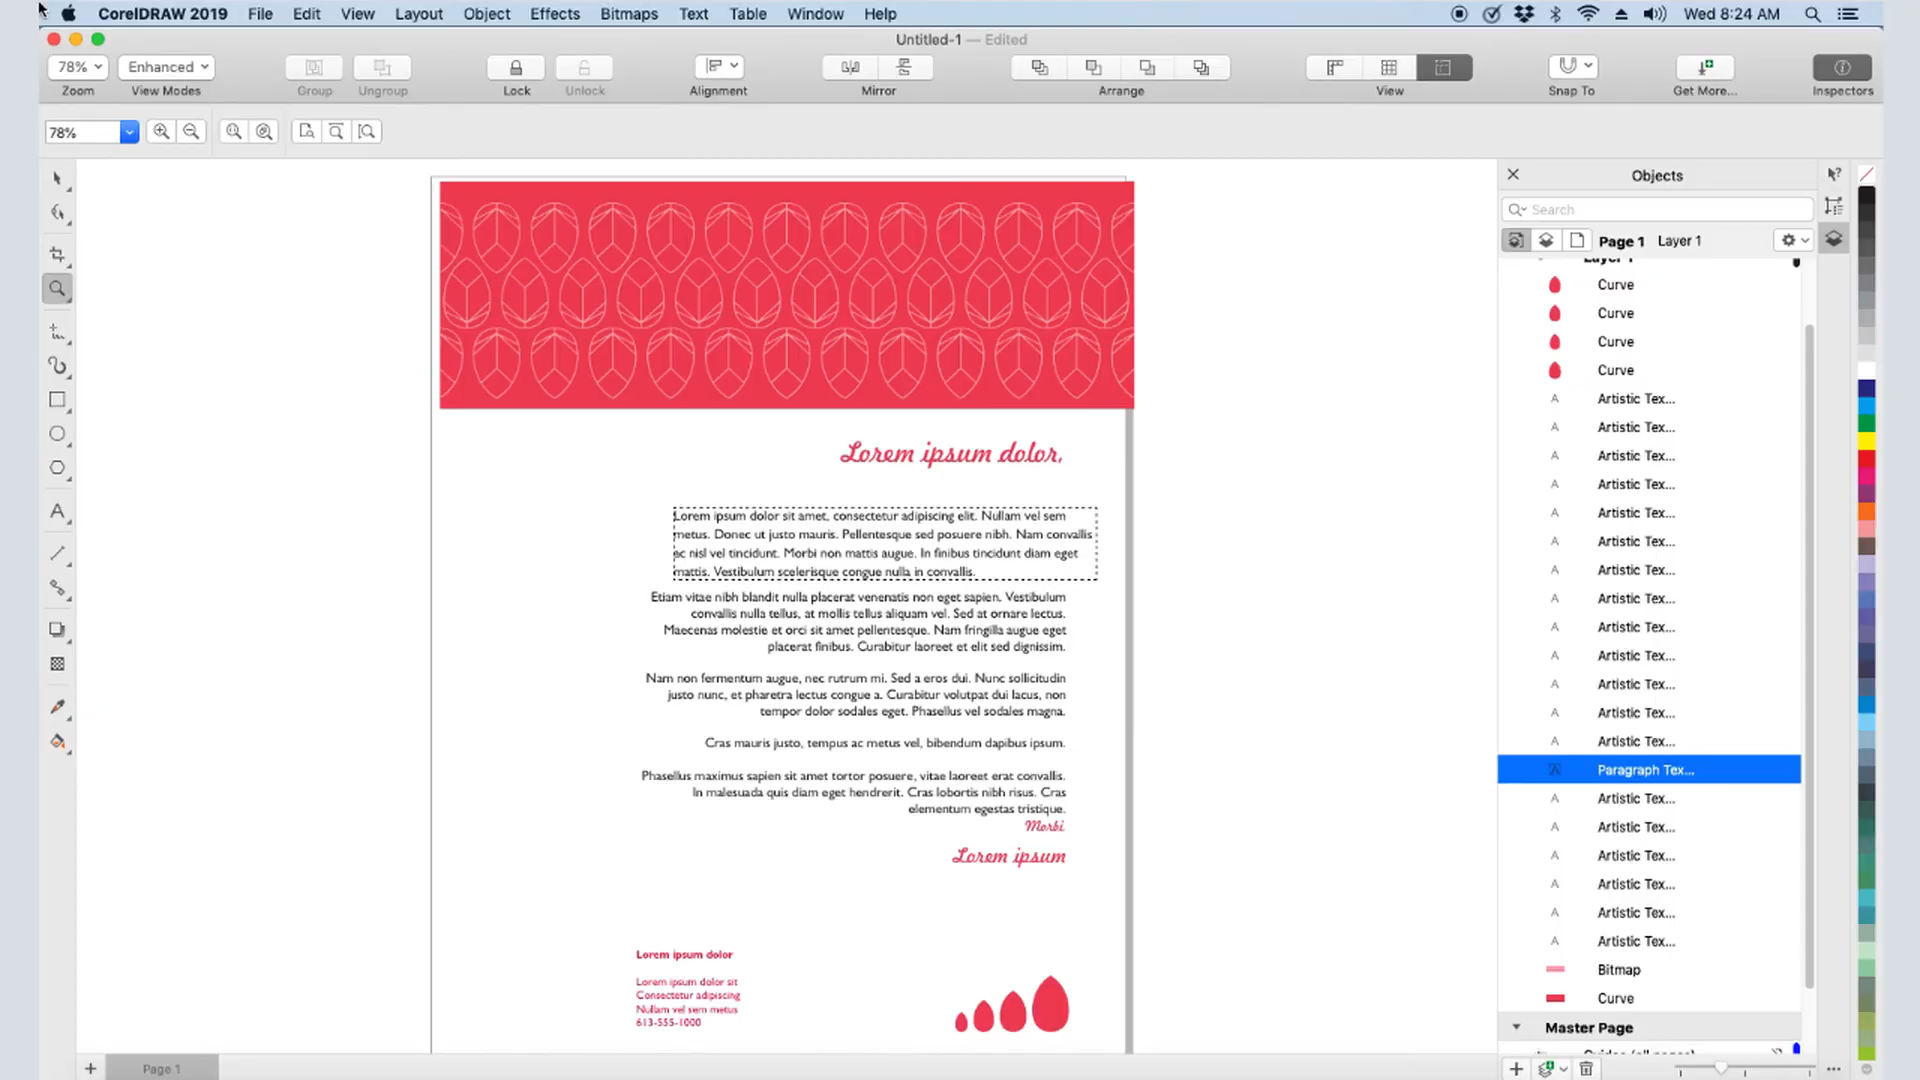 CorelDRAW 2019 File Edit View Layout Object Effects Bitmaps Text Table Window Help Wed 8:24 AM
Untitled-1 — Edited
78% Enhanced
Zoom View Modes Group Ungroup Lock Unlock Alignment Mirror Arrange View Snap To Get More... Inspectors
78%
Objects
Search
Page 1 Layer 1
Layer 1
Curve
Curve
Curve
Curve
Artistic Tex...
Artistic Tex...
Artistic Tex...
Artistic Tex...
Artistic Tex...
Artistic Tex...
Artistic Tex...
Artistic Tex...
Artistic Tex...
Artistic Tex...
Artistic Tex...
Artistic Tex...
Artistic Tex...
Paragraph Tex...
Artistic Tex...
Artistic Tex...
Artistic Tex...
Artistic Tex...
Artistic Tex...
Artistic Tex...
Bitmap
Curve
Master Page
Guides (all pages)
Lorem ipsum dolor,
Lorem ipsum dolor sit amet, consectetur adipiscing elit. Nullam vel sem
metus. Donec ut justo mauris. Pellentesque sed posuere nibh. Nam convallis
ac nisl vel tincidunt. Morbi non mattis augue. In finibus tincidunt diam eget
mattis. Vestibulum scelerisque congue nulla in convallis.
Etiam vitae nibh blandit nulla placerat venenatis non eget sapien. Vestibulum
convallis nulla tellus, at mollis tellus aliquam vel. Sed at ornare lectus.
Maecenas molestie et orci sit amet pellentesque. Nam fringilla augue eget
placerat finibus. Curabitur laoreet et elit sed dignissim.
Nam non fermentum augue, nec rutrum mi. Sed a eros dui. Nunc sollicitudin
justo nunc, et pharetra lectus congue a. Curabitur volutpat dui lacus, non
tempor dolor sodales eget. Phasellus vel sodales magna.
Cras mauris justo, tempus ac metus vel, bibendum dapibus ipsum.
Phasellus maximus sapien sit amet tortor posuere, vitae laoreet erat convallis.
In malesuada quis diam eget hendrerit. Cras lobortis nibh risus. Cras
elementum egestas tristique.
Morbi
Lorem ipsum
Lorem ipsum dolor
Lorem ipsum dolor sit
Consectetur adipiscing
Nullam vel sem metus
613-555-1000
Page 1